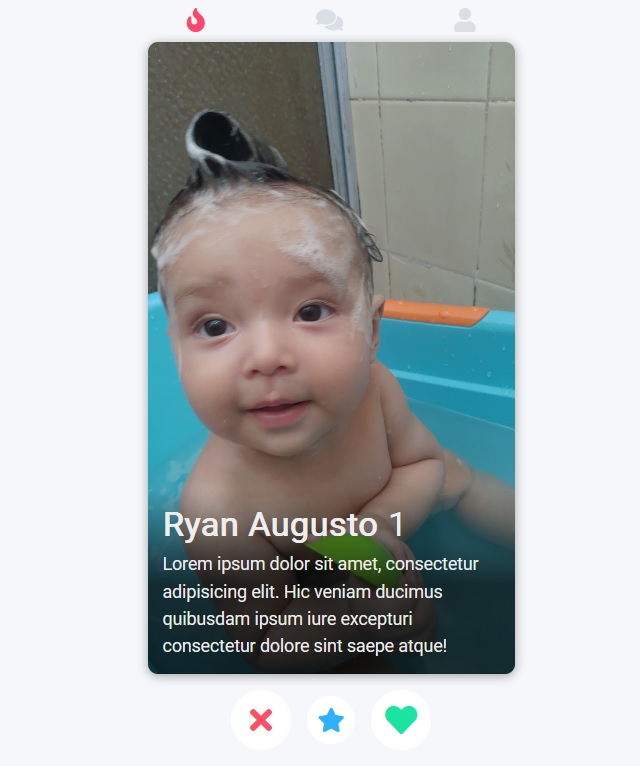 Ryan Augusto 1
Lorem ipsum dolor sit amet, consectetur
adipisicing elit. Hic veniam ducimus
quibusdam ipsum iure excepturi
consectetur dolore sint saepe atque!